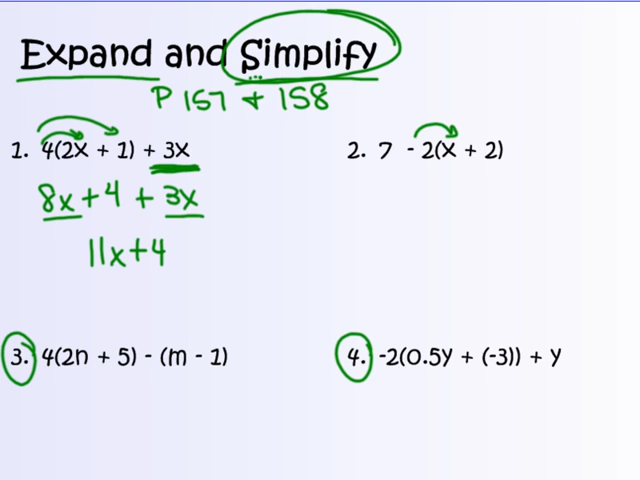 Expand and Simplify
P 157 + 158
1. 4(2x + 1) + 3x
8x + 4 + 3x
11x + 4
2. 7 - 2(x + 2)
3. 4(2n + 5) - (m - 1)
4. -2(0.5y + (-3)) + y